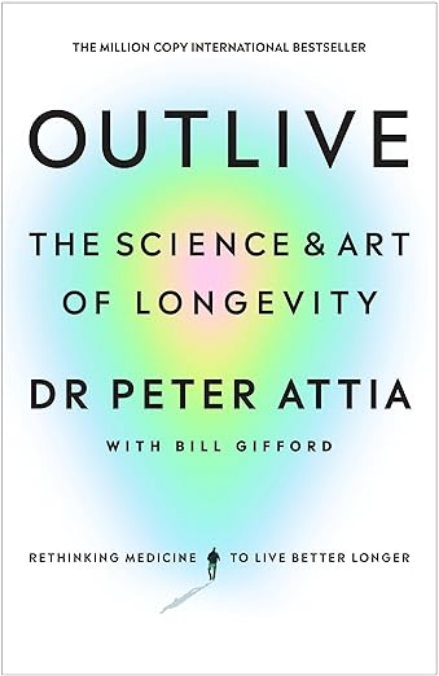 THE MILLION COPY INTERNATIONAL BESTSELLER
OUTLIVE
THE SCIENCE & ART
OF LONGEVITY
DR PETER ATTIA
WITH BILL GIFFORD
RETHINKING MEDICINE TO LIVE BETTER LONGER